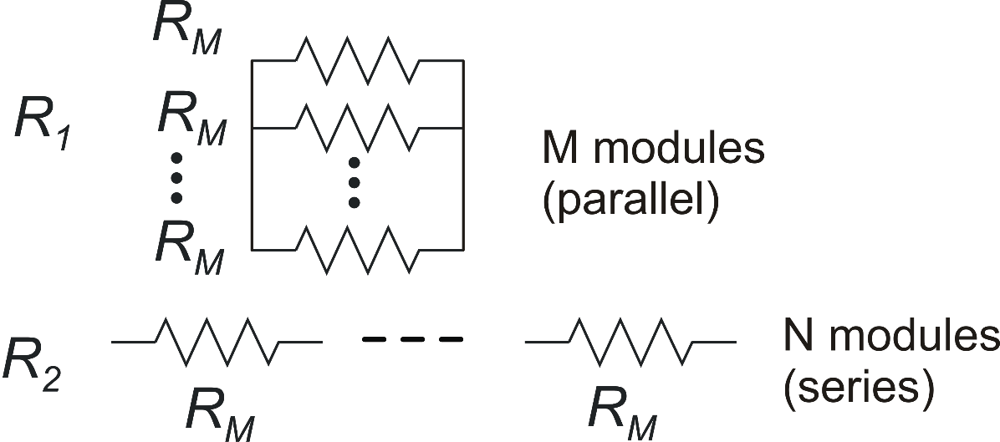 R_M
R_1 R_M
M modules
(parallel)
R_M
R_2
N modules
(series)
R_M R_M